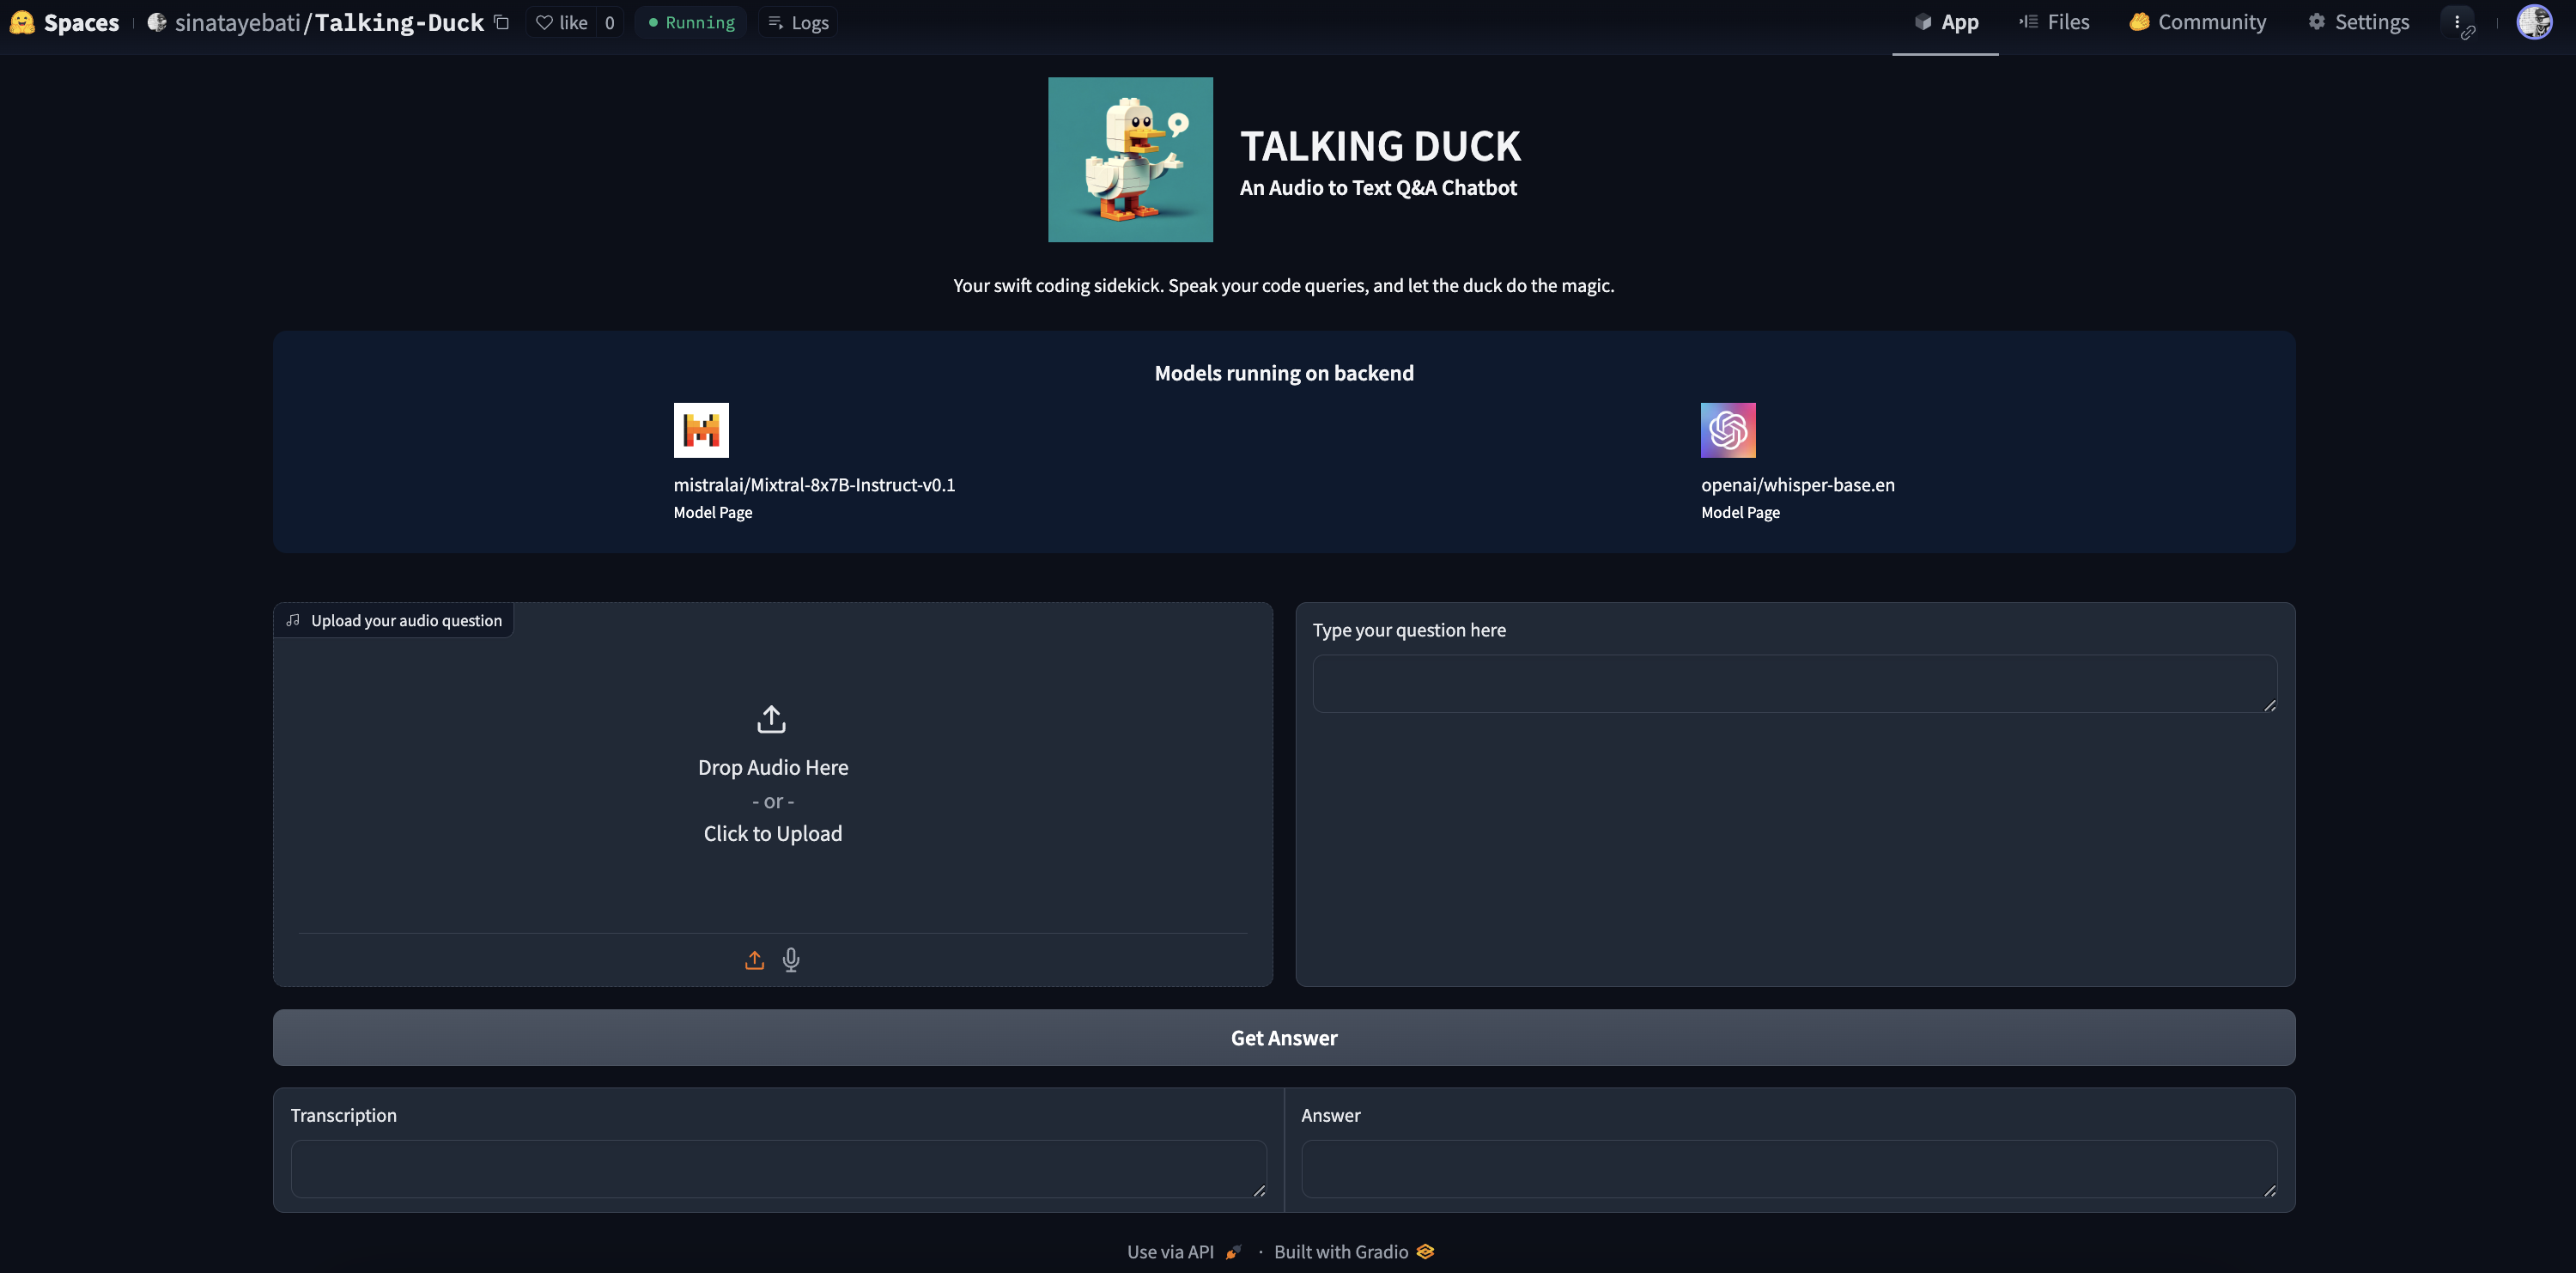 Spaces sinatayebati/Talking-Duck like 0 Running Logs App Files Community Settings
TALKING DUCK
An Audio to Text Q&A Chatbot
Your swift coding sidekick. Speak your code queries, and let the duck do the magic.
Models running on backend
mistralai/Mixtral-8x7B-Instruct-v0.1
Model Page
openai/whisper-base.en
Model Page
Upload your audio question
Drop Audio Here
- or -
Click to Upload
Type your question here
Get Answer
Transcription
Answer
Use via API · Built with Gradio